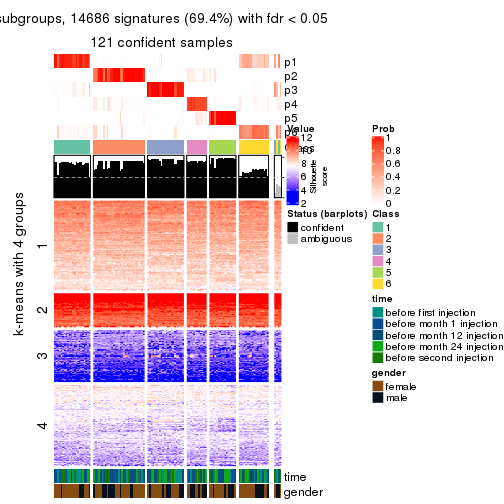 subgroups, 14686 signatures (69.4%) with fdr < 0.05
121 confident samples
p1
p2
p3
p4
p5
k-means with 4 groups
1
2
3
4
Value
12
8
6
4
2
Silhouette
score
Status (barplots)
confident
ambiguous
Prob
1
0.8
0.6
0.4
0.2
0
Class
1
2
3
4
5
6
time
before first injection
before month 1 injection
before month 12 injection
before month 24 injection
before second injection
gender
female
male
time
gender